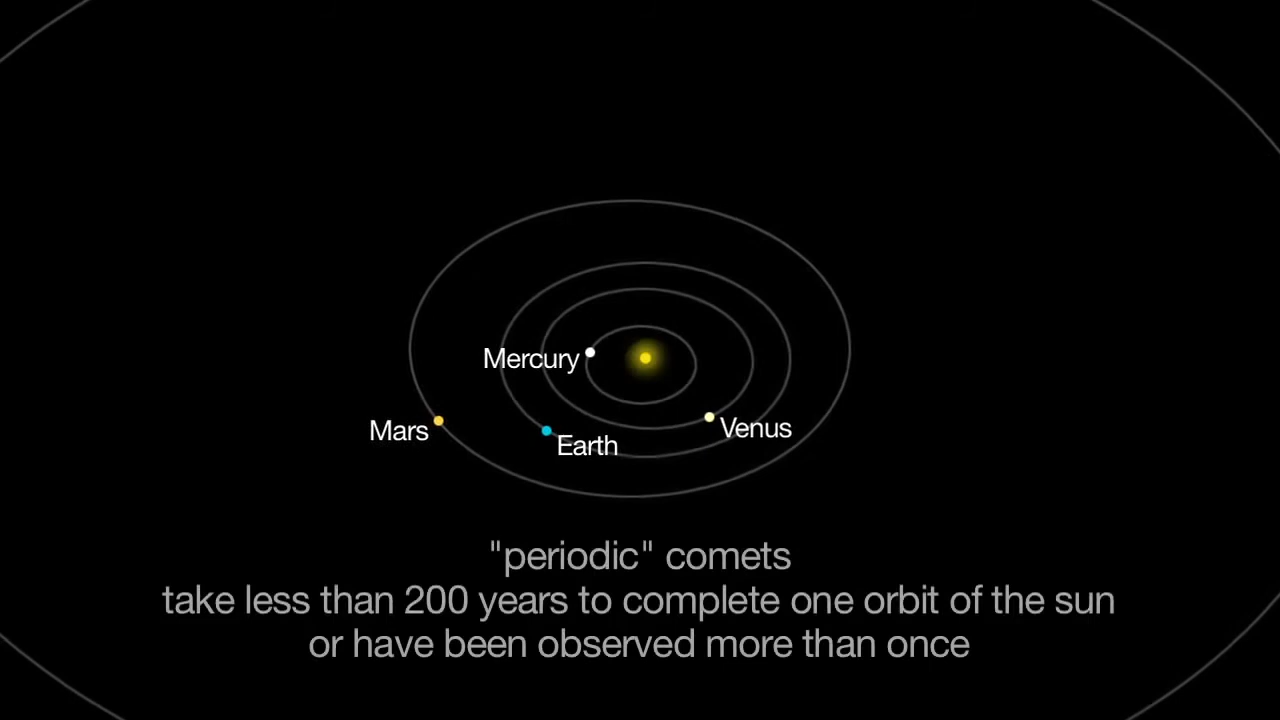 Mercury
Mars
Earth
Venus
"periodic" comets
take less than 200 years to complete one orbit of the sun
or have been observed more than once